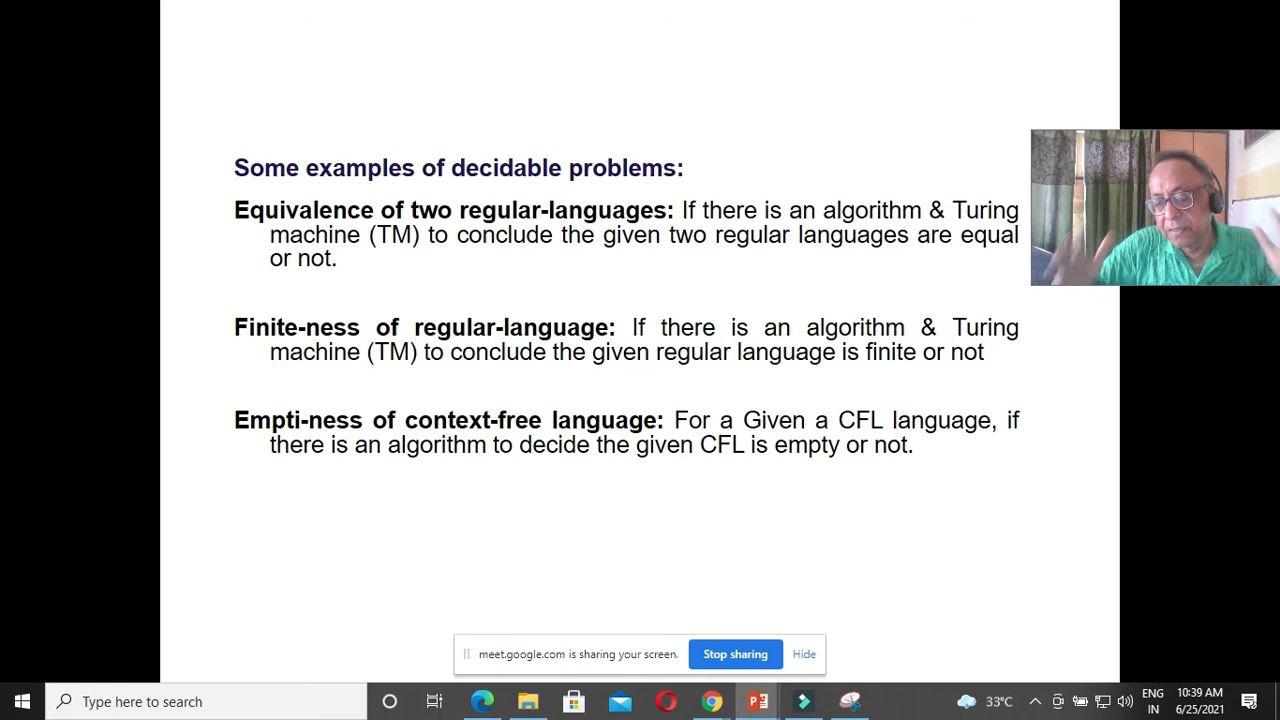 Some examples of decidable problems:
Equivalence of two regular-languages: If there is an algorithm & Turing
machine (TM) to conclude the given two regular languages are equal
or not.
Finite-ness of regular-language: If there is an algorithm & Turing
machine (TM) to conclude the given regular language is finite or not
Empti-ness of context-free language: For a Given a CFL language, if
there is an algorithm to decide the given CFL is empty or not.
meet.google.com is sharing your screen. Stop sharing Hide
Type here to search
33°C
ENG
IN
10:39 AM
6/25/2021